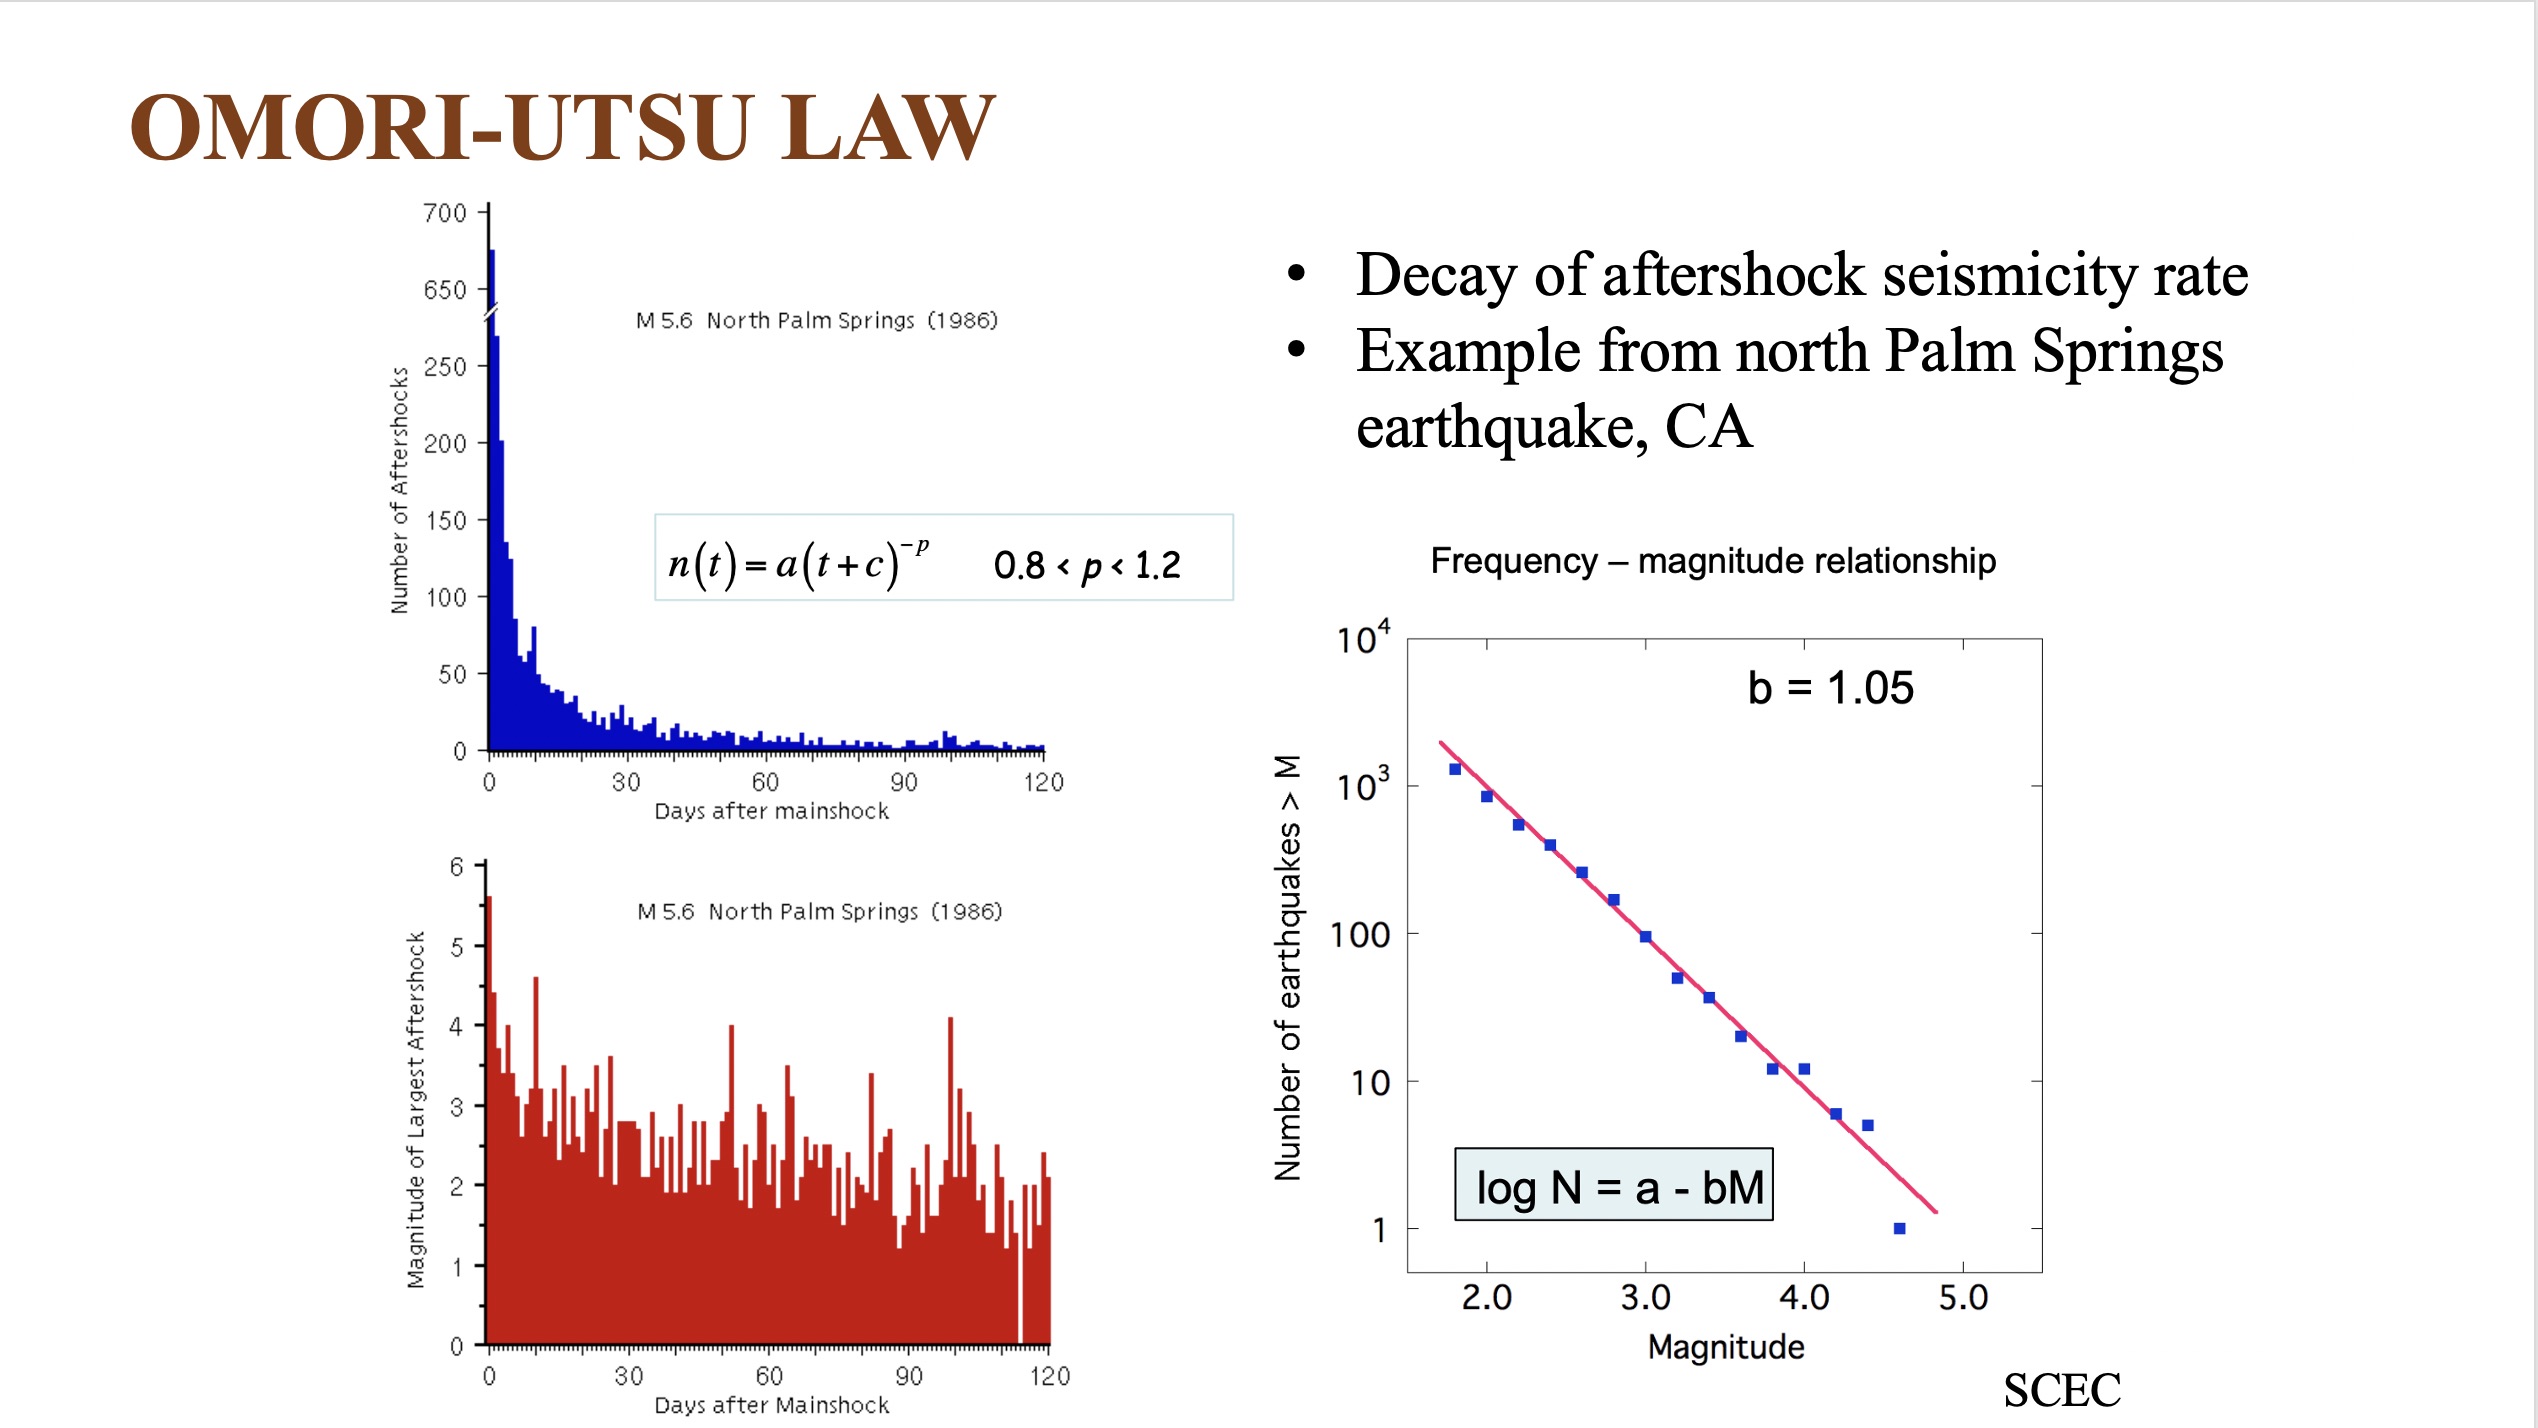 OMORI-UTSU LAW
700
650
250
200
150
100
50
0
Number of Aftershocks
M 5.6 North Palm Springs (1986)
n(t) = a(t + c)^{-p} 0.8 < p < 1.2
0 30 60 90 120
Days after mainshock
6
5
4
3
2
1
0
Magnitude of Largest Aftershock
M 5.6 North Palm Springs (1986)
0 30 60 90 120
Days after Mainshock
• Decay of aftershock seismicity rate
• Example from north Palm Springs
earthquake, CA
Frequency – magnitude relationship
10^4
10^3
100
10
1
Number of earthquakes > M
b = 1.05
log N = a - bM
2.0 3.0 4.0 5.0
Magnitude
SCEC